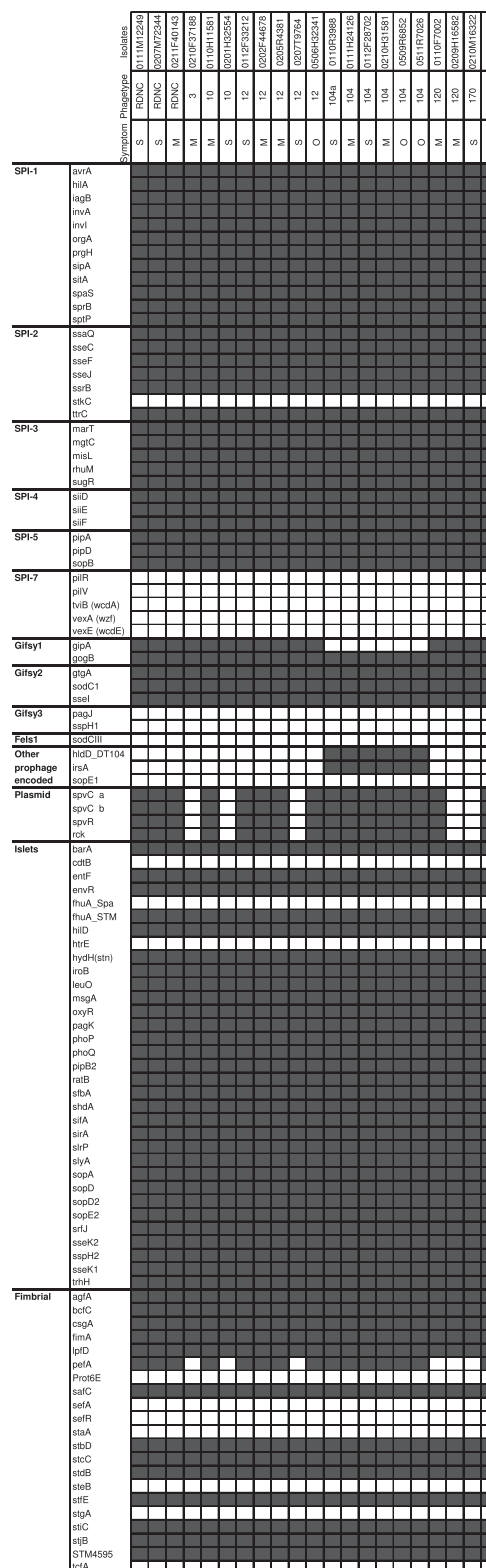 Isolates 0111M12249 0207M72344 0211F40143 0210F37188 0110H11581 0201H32554 0112F33212 0202F44678 0205R4381 0207T9764 0506H32341 0110R3988 0111H24126 0112F28702 0210H31581 0509R6852 0511R7026 0110F7002 0209H16582 0210M16322
Phagetype RDNC RDNC RDNC 3 10 10 12 12 12 12 12 104a 104 104 104 104 104 120 120 170
Symptom S S M M M S S M M S O S M S M O O M M S
SPI-1 avrA
hilA
iagB
invA
invI
orgA
prgH
sipA
sitA
spaS
sprB
sptP
SPI-2 ssaQ
sseC
sseF
sseJ
ssrB
stkC
ttrC
SPI-3 marT
mgtC
misL
rhuM
sugR
SPI-4 siiD
siiE
siiF
SPI-5 pipA
pipD
sopB
SPI-7 pilR
pilV
tviB (wcdA)
vexA (wzf)
vexE (wcdE)
Gifsy1 gipA
gogB
Gifsy2 gtgA
sodC1
sseI
Gifsy3 pagJ
sspH1
Fels1 sodCIII
Other hldD_DT104
prophage irsA
encoded sopE1
Plasmid spvC a
spvC b
spvR
rck
Islets barA
cdtB
entF
envR
fhuA_Spa
fhuA_STM
hilD
htrE
hydH(stn)
iroB
leuO
msgA
oxyR
pagK
phoP
phoQ
pipB2
ratB
sfbA
shdA
sifA
sirA
slrP
slyA
sopA
sopD
sopD2
sopE2
srfJ
sseK2
sspH2
sseK1
trhH
Fimbrial agfA
bcfC
csgA
fimA
lpfD
pefA
Prot6E
safC
sefA
sefR
staA
stbD
stcC
stdB
steB
stfE
stgA
stiC
stjB
STM4595
tcfA